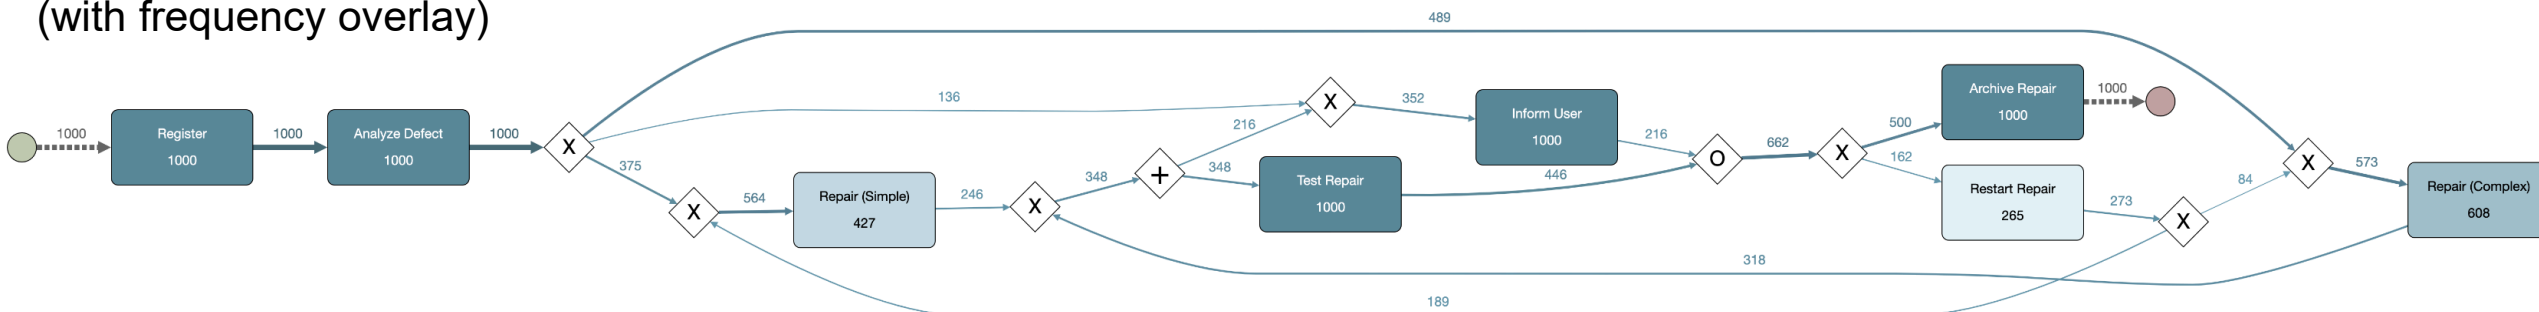 (with frequency overlay)
489
1000
Register
1000
1000
Analyze Defect
1000
1000
X
136
375
X
564
Repair (Simple)
427
246
X
348
+
216
348
X
352
Test Repair
1000
Inform User
1000
216
446
O
662
X
500
162
Archive Repair
1000
1000
Restart Repair
265
273
X
84
X
573
Repair (Complex)
608
318
189